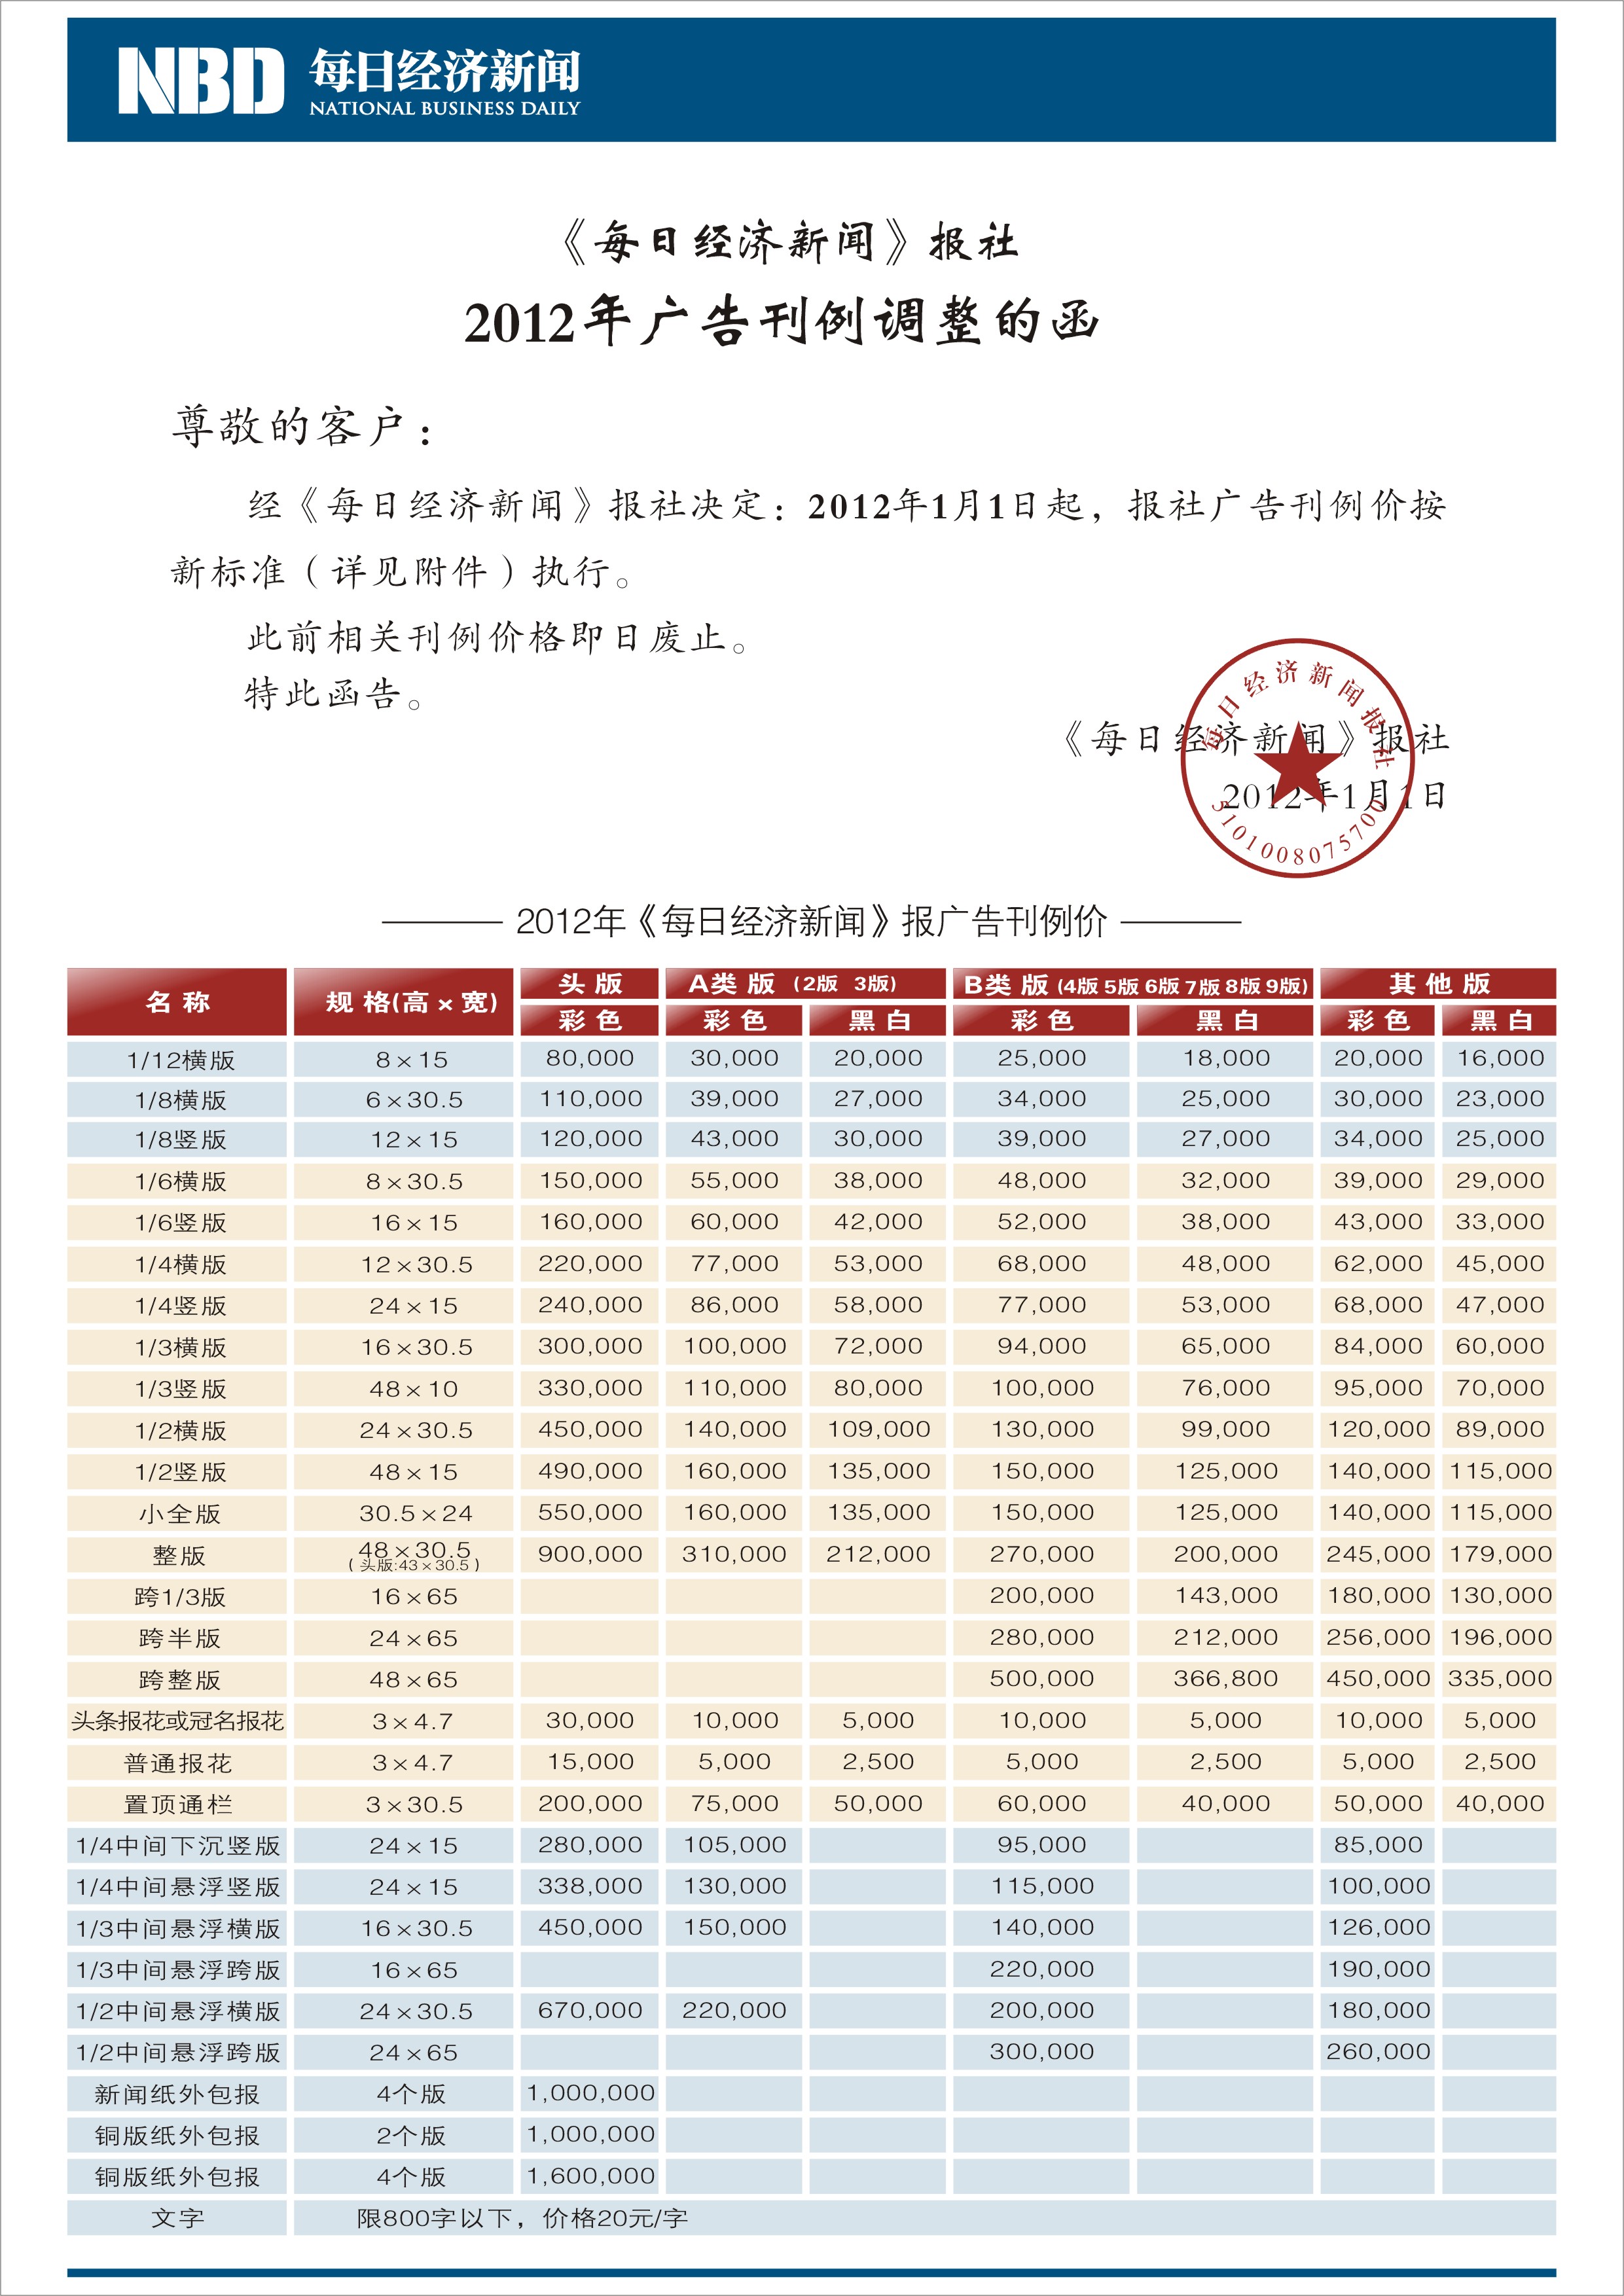 NBD 每日经济新闻
NATIONAL BUSINESS DAILY
《每日经济新闻》报社
2012年广告刊例调整的函
尊敬的客户：
经《每日经济新闻》报社决定：2012年1月1日起，报社广告刊例价按
新标准（详见附件）执行。
此前相关刊例价格即日废止。
特此函告。
《每日经济新闻》报社
2012年1月1日
每日经济新闻报社
3101008075700
2012年《每日经济新闻》报广告刊例价
名称 规格(高×宽) 头版 A类版（2版 3版) B类版(4版5版6版7版8版9版) 其他版
彩色 彩色 黑白 彩色 黑白 彩色 黑白
1/12横版 8×15 80,000 30,000 20,000 25,000 18,000 20,000 16,000
1/8横版 6×30.5 110,000 39,000 27,000 34,000 25,000 30,000 23,000
1/8竖版 12×15 120,000 43,000 30,000 39,000 27,000 34,000 25,000
1/6横版 8×30.5 150,000 55,000 38,000 48,000 32,000 39,000 29,000
1/6竖版 16×15 160,000 60,000 42,000 52,000 38,000 43,000 33,000
1/4横版 12×30.5 220,000 77,000 53,000 68,000 48,000 62,000 45,000
1/4竖版 24×15 240,000 86,000 58,000 77,000 53,000 68,000 47,000
1/3横版 16×30.5 300,000 100,000 72,000 94,000 65,000 84,000 60,000
1/3竖版 48×10 330,000 110,000 80,000 100,000 76,000 95,000 70,000
1/2横版 24×30.5 450,000 140,000 109,000 130,000 99,000 120,000 89,000
1/2竖版 48×15 490,000 160,000 135,000 150,000 125,000 140,000 115,000
小全版 30.5×24 550,000 160,000 135,000 150,000 125,000 140,000 115,000
整版 48×30.5 （头版:43×30.5） 900,000 310,000 212,000 270,000 200,000 245,000 179,000
跨1/3版 16×65 200,000 143,000 180,000 130,000
跨半版 24×65 280,000 212,000 256,000 196,000
跨整版 48×65 500,000 366,800 450,000 335,000
头条报花或冠名报花 3×4.7 30,000 10,000 5,000 10,000 5,000 10,000 5,000
普通报花 3×4.7 15,000 5,000 2,500 5,000 2,500 5,000 2,500
置顶通栏 3×30.5 200,000 75,000 50,000 60,000 40,000 50,000 40,000
1/4中间下沉竖版 24×15 280,000 105,000 95,000 85,000
1/4中间悬浮竖版 24×15 338,000 130,000 115,000 100,000
1/3中间悬浮横版 16×30.5 450,000 150,000 140,000 126,000
1/3中间悬浮跨版 16×65 220,000 190,000
1/2中间悬浮横版 24×30.5 670,000 220,000 200,000 180,000
1/2中间悬浮跨版 24×65 300,000 260,000
新闻纸外包报 4个版 1,000,000
铜版纸外包报 2个版 1,000,000
铜版纸外包报 4个版 1,600,000
文字 限800字以下，价格20元/字